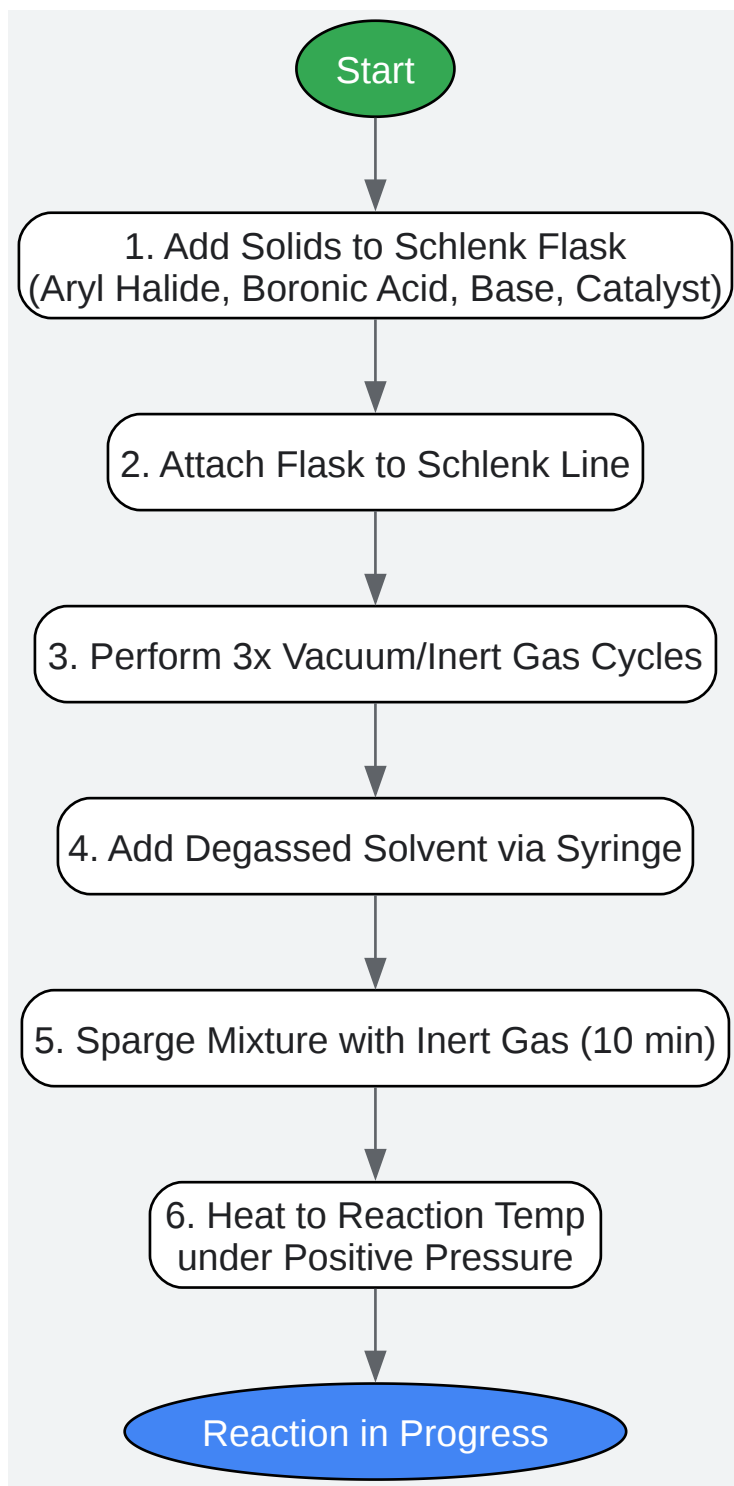 Start
1. Add Solids to Schlenk Flask
(Aryl Halide, Boronic Acid, Base, Catalyst)
2. Attach Flask to Schlenk Line
3. Perform 3x Vacuum/Inert Gas Cycles
4. Add Degassed Solvent via Syringe
5. Sparge Mixture with Inert Gas (10 min)
6. Heat to Reaction Temp
under Positive Pressure
Reaction in Progress